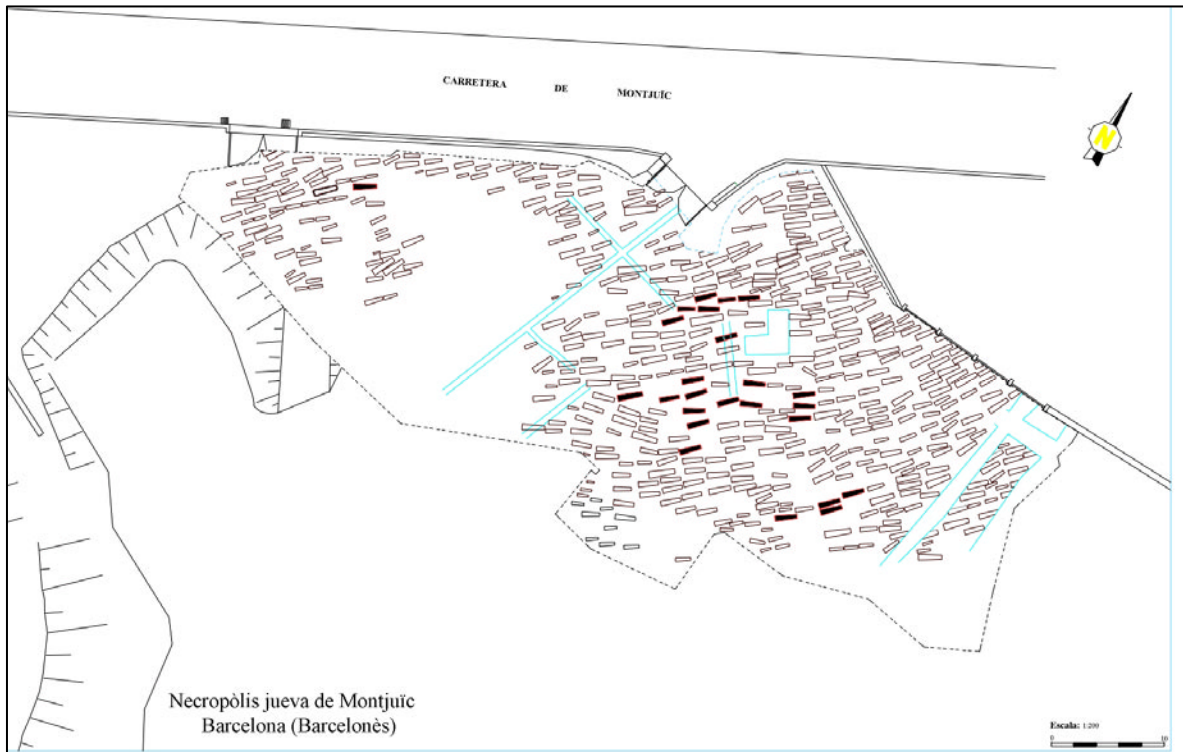 CARRETERA DE MONTJUÏC
N
Necropòlis jueva de Montjuïc
Barcelona (Barcelonès)
Escala: 1:200
0 10